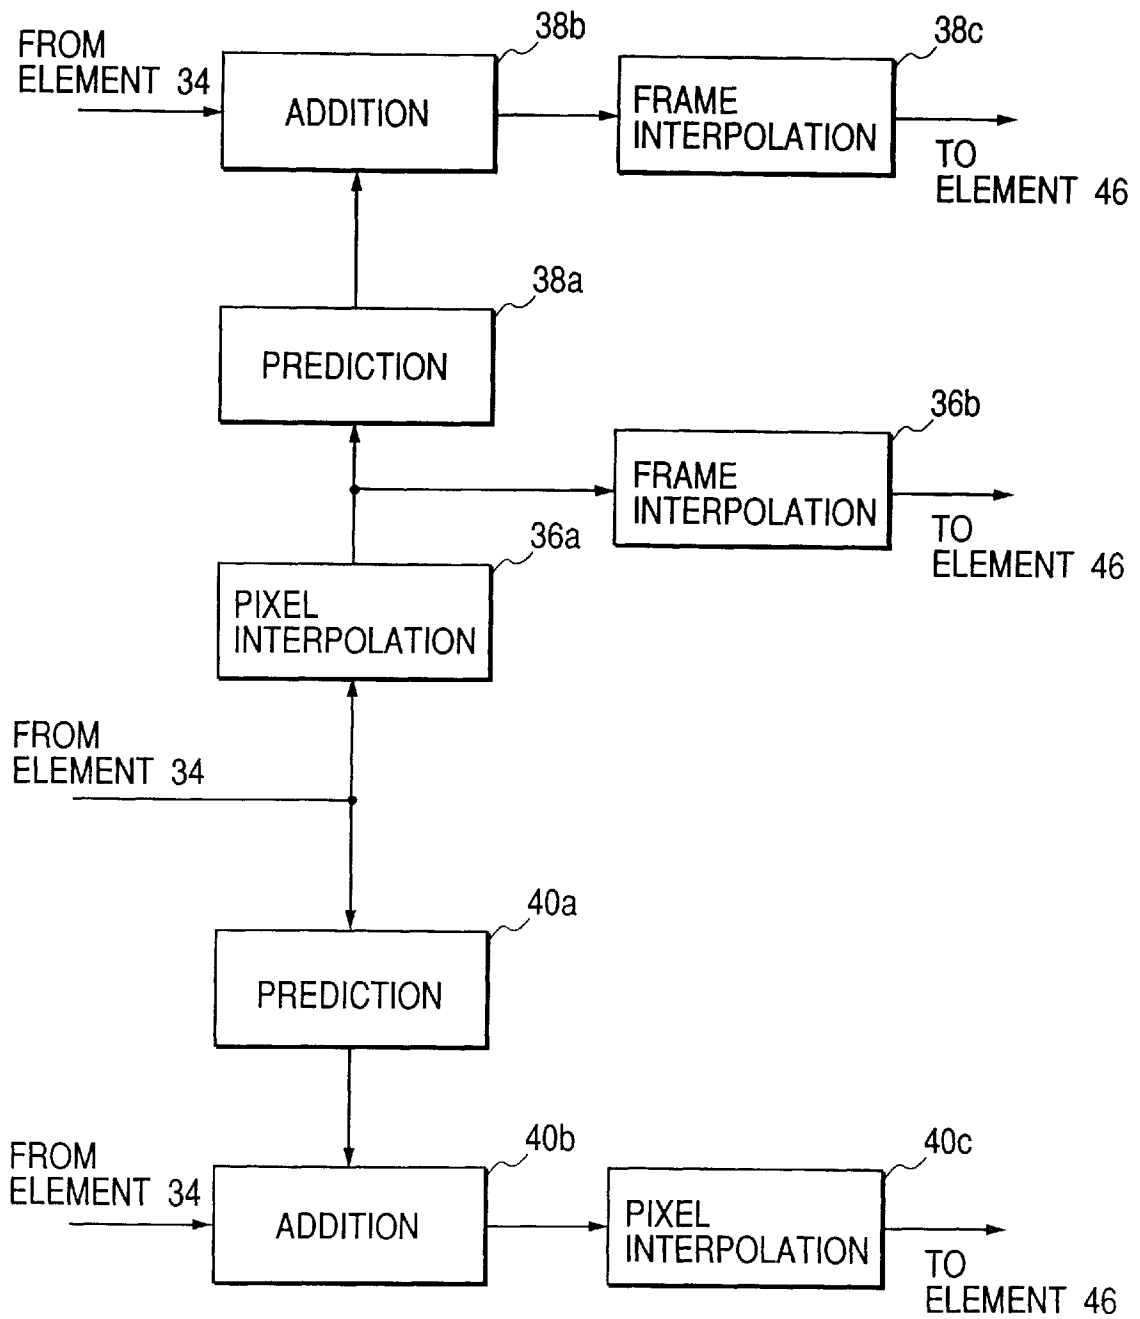 38b
38c
FROM
ELEMENT 34
ADDITION
FRAME
INTERPOLATION
TO
ELEMENT 46
38a
PREDICTION
36b
FRAME
INTERPOLATION
TO
ELEMENT 46
36a
PIXEL
INTERPOLATION
FROM
ELEMENT 34
40a
PREDICTION
40b
40c
FROM
ELEMENT 34
ADDITION
PIXEL
INTERPOLATION
TO
ELEMENT 46